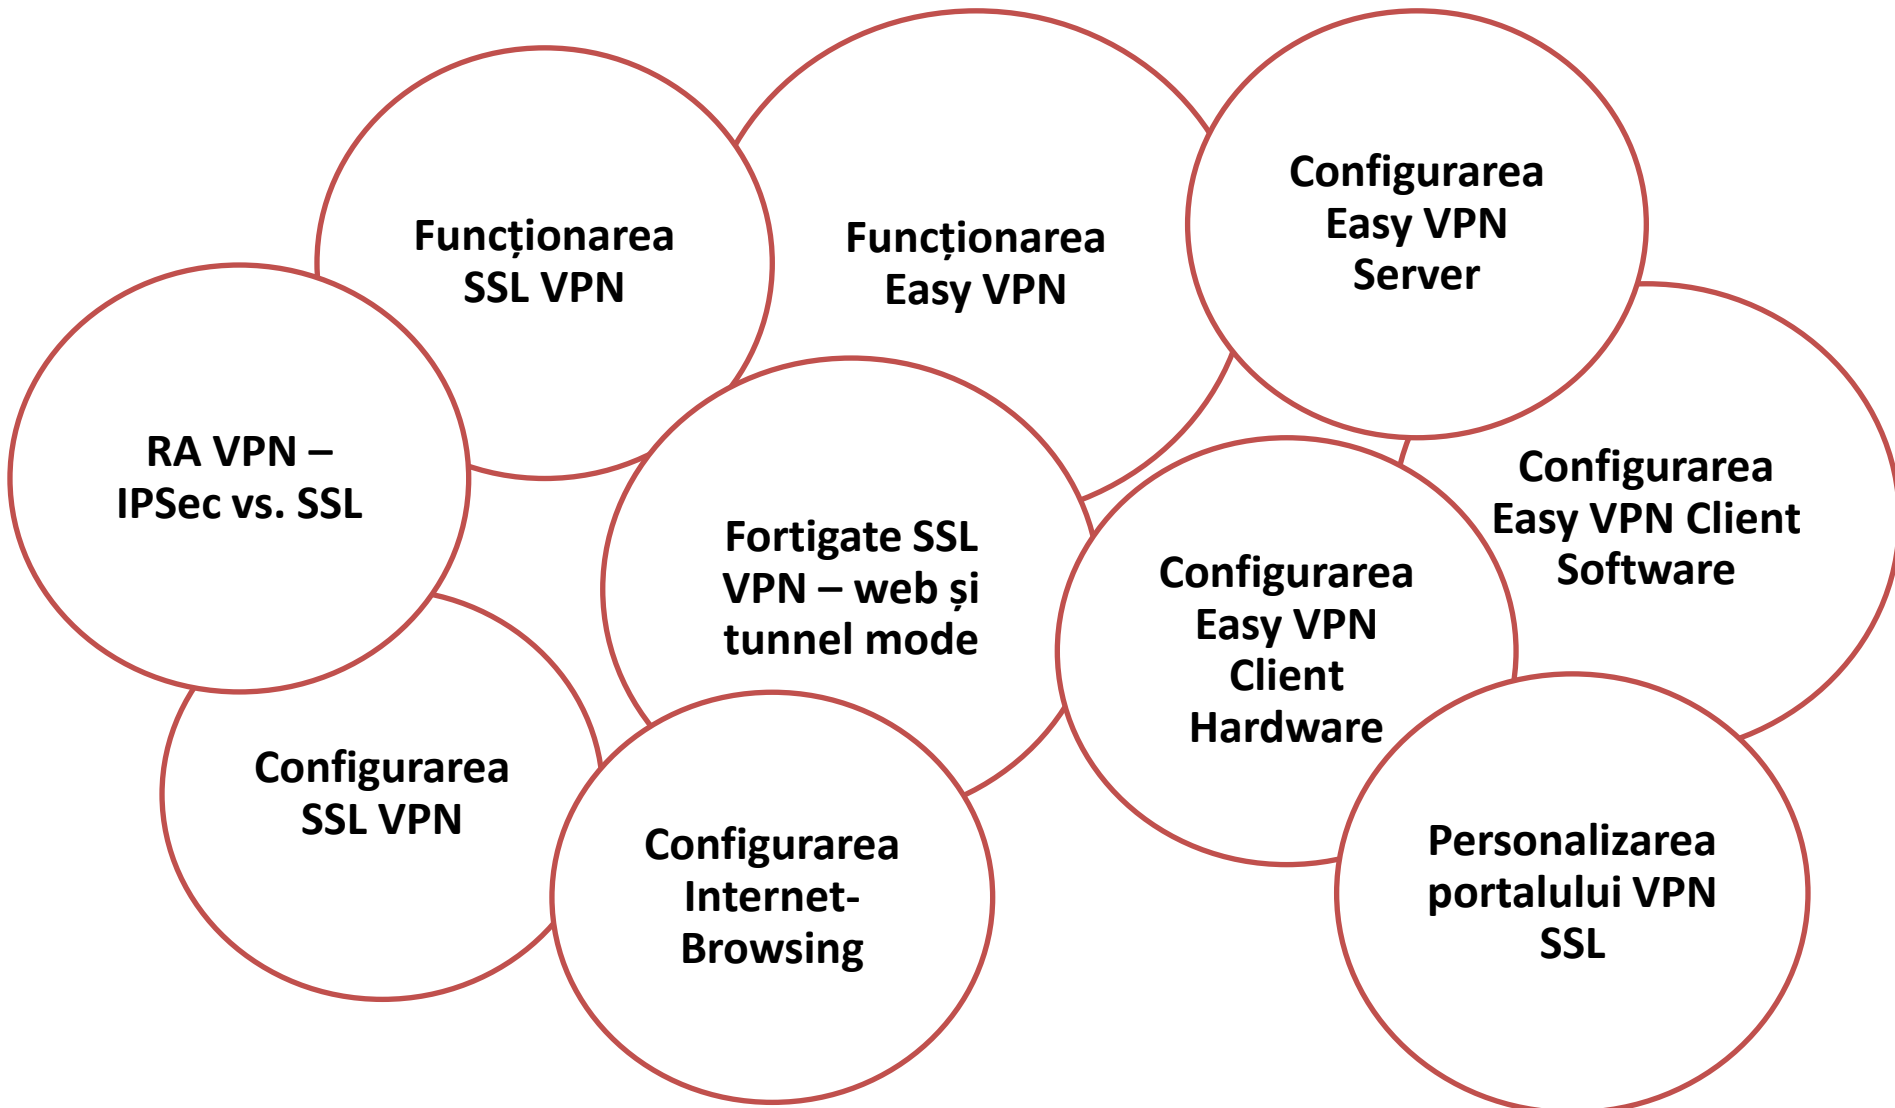 Funcționarea
SSL VPN
Funcționarea
Easy VPN
Configurarea
Easy VPN
Server
RA VPN –
IPSec vs. SSL
Fortigate SSL
VPN – web și
tunnel mode
Configurarea
Easy VPN
Client
Hardware
Configurarea
Easy VPN Client
Software
Configurarea
SSL VPN
Configurarea
Internet-
Browsing
Personalizarea
portalului VPN
SSL